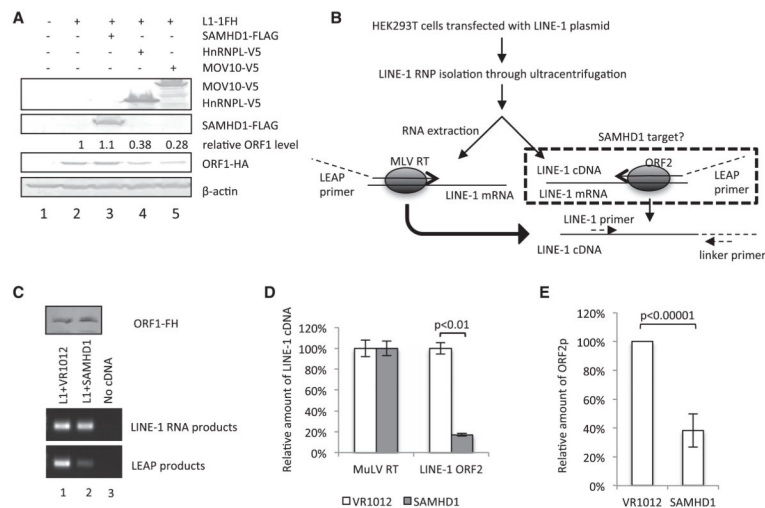 A
- + + + + L1-1FH
- - + - - SAMHD1-FLAG
- - - + - HnRNPL-V5
- - - - + MOV10-V5
MOV10-V5
HnRNPL-V5
SAMHD1-FLAG
1 1.1 0.38 0.28 relative ORF1 level
ORF1-HA
β-actin
1 2 3 4 5
B
HEK293T cells transfected with LINE-1 plasmid
LINE-1 RNP isolation through ultracentrifugation
RNA extraction
SAMHD1 target?
MLV RT
LEAP
primer
LINE-1 mRNA
LINE-1 cDNA
ORF2
LINE-1 mRNA
LEAP
primer
LINE-1 primer
LINE-1 cDNA
linker primer
C
ORF1-FH
L1+VR1012
L1+SAMHD1
No cDNA
LINE-1 RNA products
LEAP products
1 2 3
D
Relative amount of LINE-1 cDNA
120%
100%
80%
60%
40%
20%
0%
p<0.01
MuLV RT LINE-1 ORF2
VR1012 SAMHD1
E
Relative amount of ORF2p
120%
100%
80%
60%
40%
20%
0%
p<0.00001
VR1012 SAMHD1